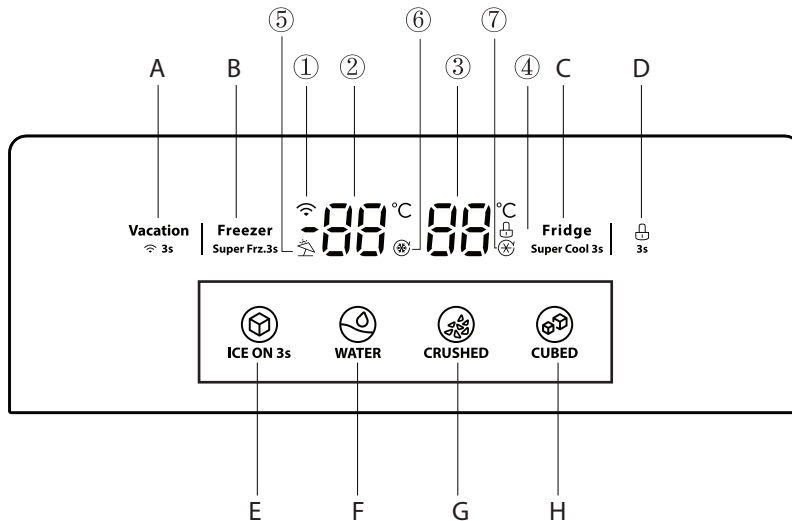 ⑤ ⑥ ⑦
A B ① ② ③ ④ C D
-88 °C 88 °C
Vacation Freezer Fridge
3s Super Frz.3s Super Cool 3s 3s
ICE ON 3s WATER CRUSHED CUBED
E F G H